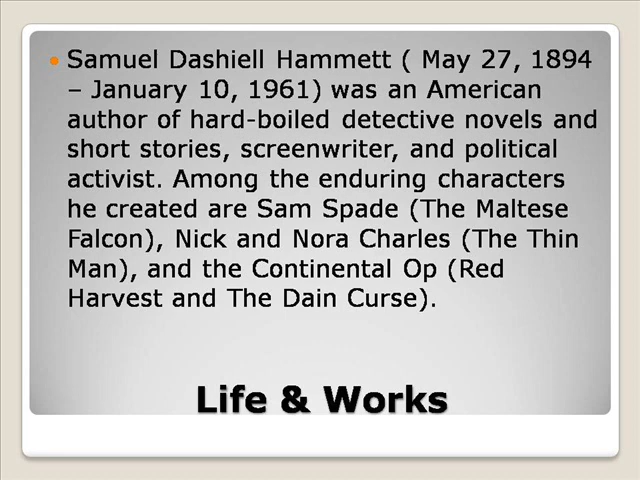 Samuel Dashiell Hammett ( May 27, 1894
– January 10, 1961) was an American
author of hard-boiled detective novels and
short stories, screenwriter, and political
activist. Among the enduring characters
he created are Sam Spade (The Maltese
Falcon), Nick and Nora Charles (The Thin
Man), and the Continental Op (Red
Harvest and The Dain Curse).
Life & Works